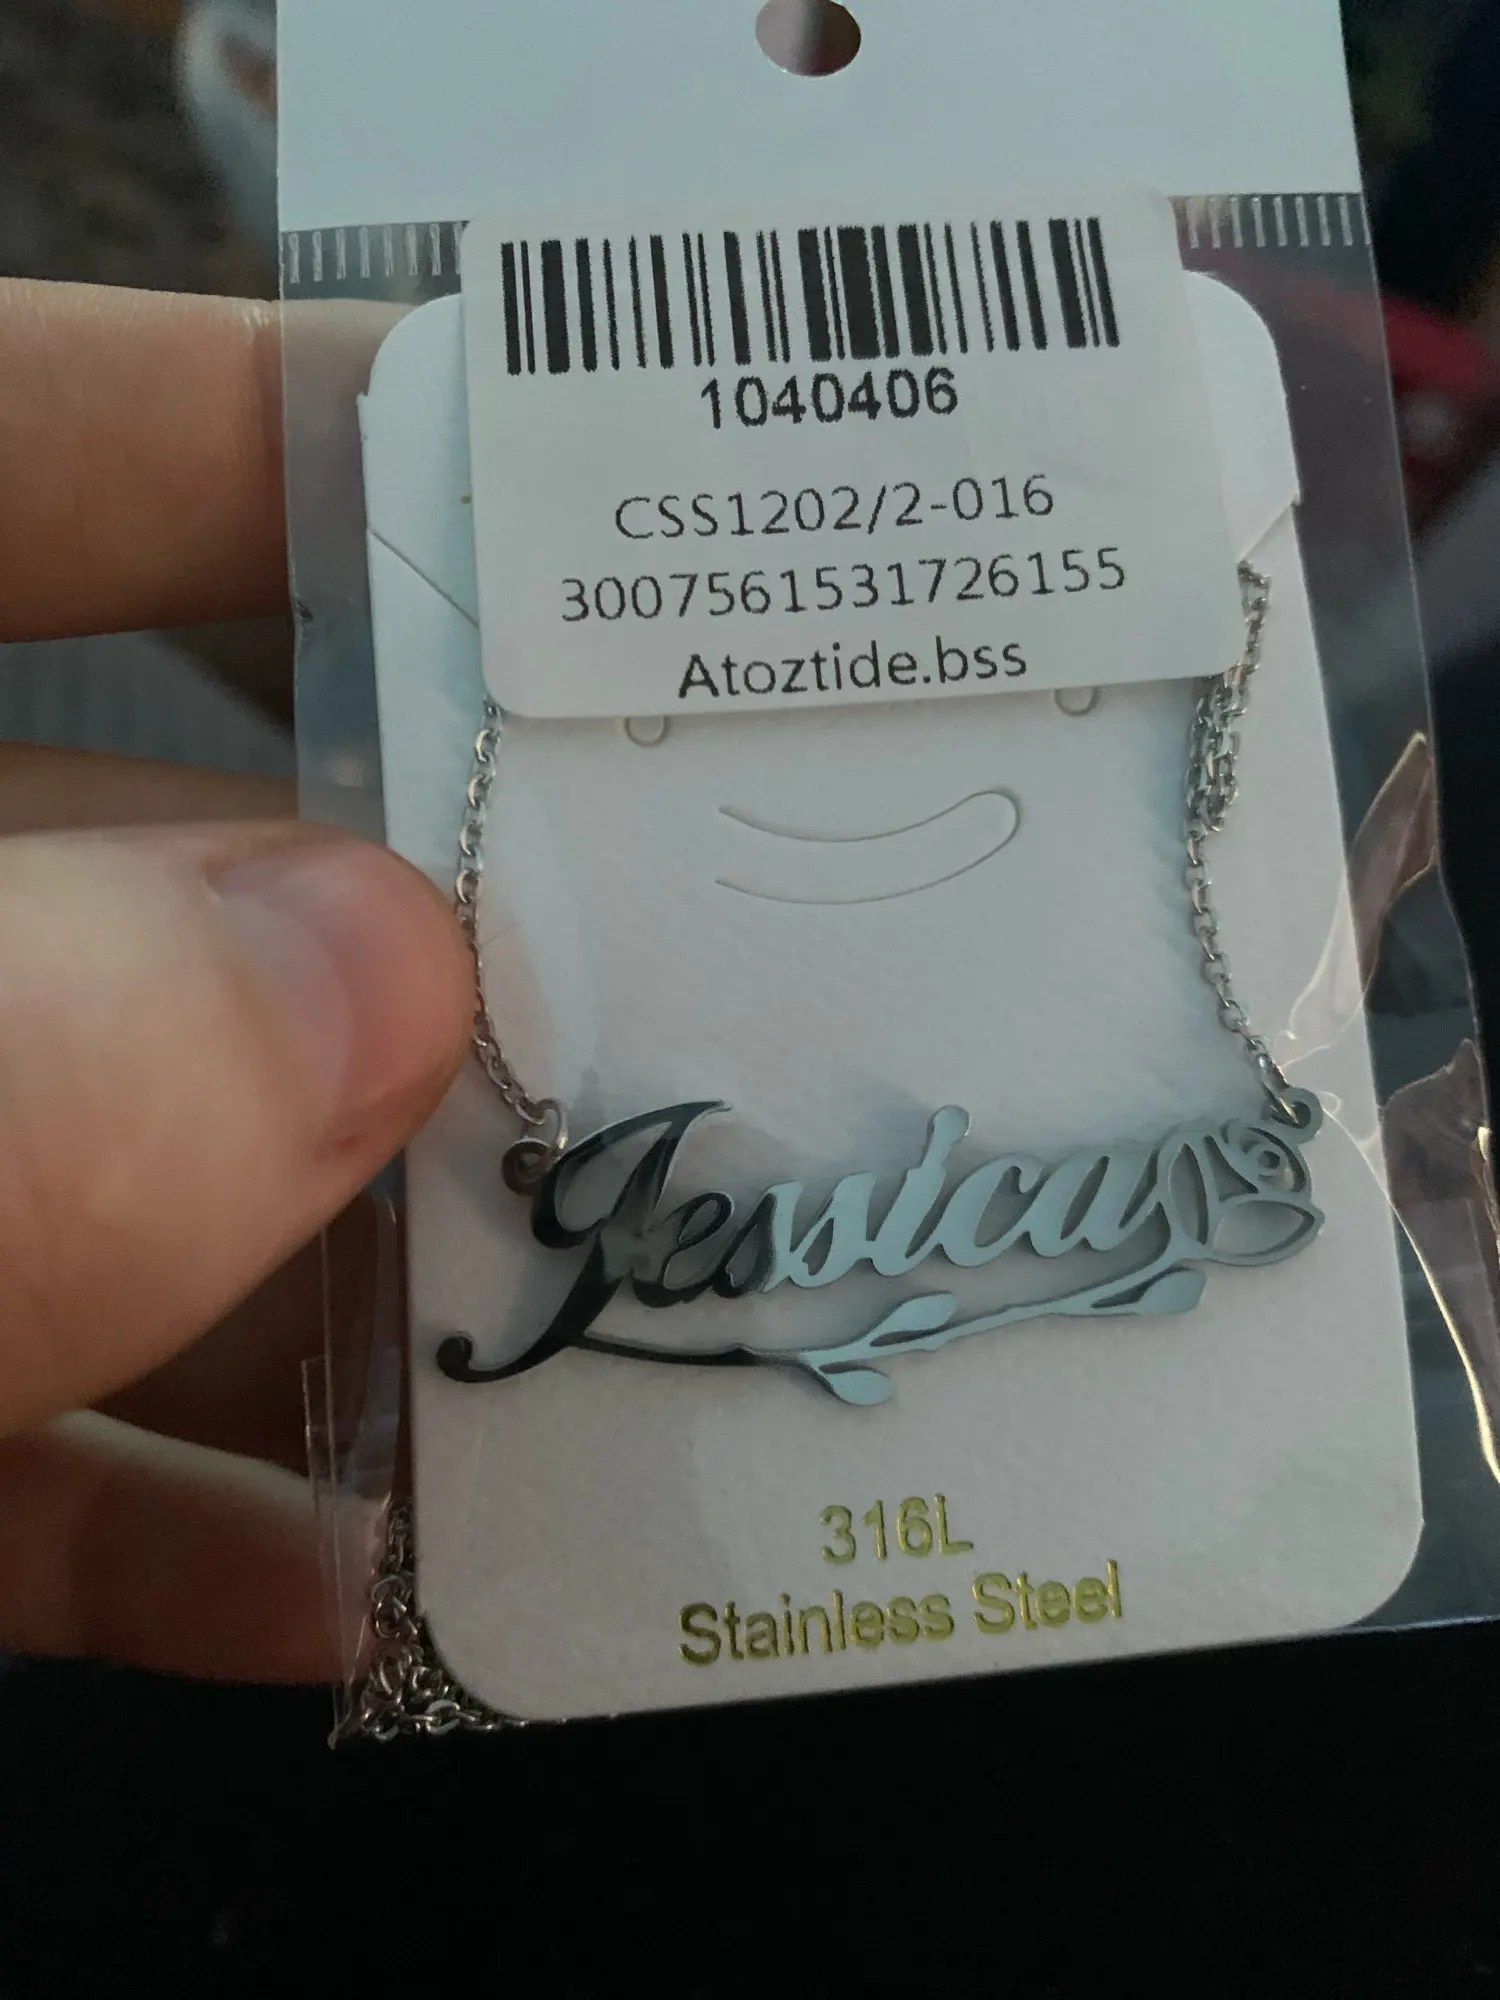 1040406
CSS1202/2-016
3007561531726155
Atoztide.bss
Jessica
316L
Stainless Steel